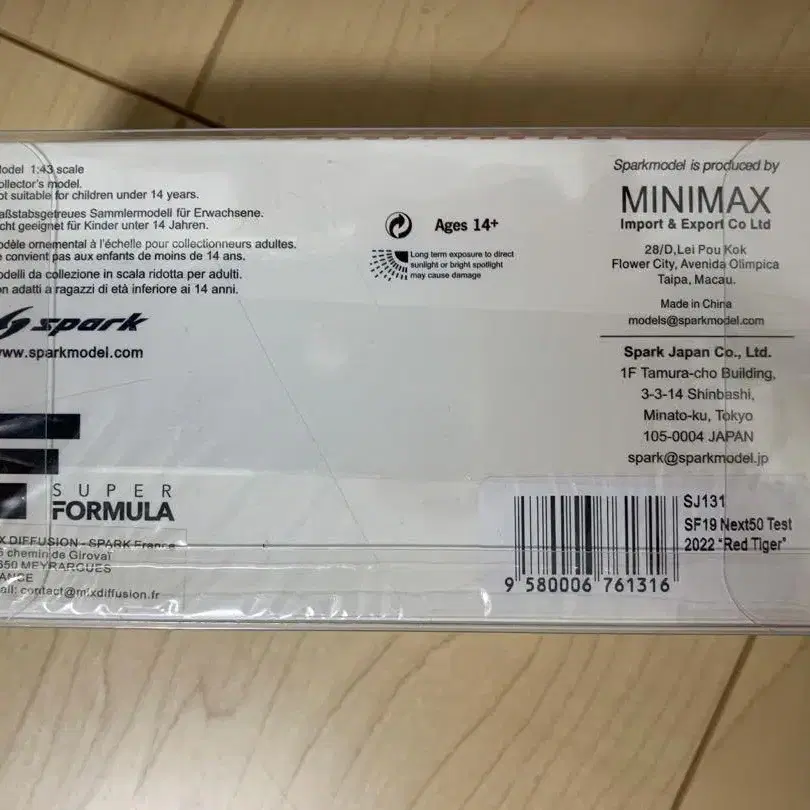 odel 1:43 scale
ollector's model.
ot suitable for children under 14 years.
aßstabsgetreues Sammlermodell für Erwachsene.
cht geeignet für Kinder unter 14 Jahren.
odèle ornemental à l'échelle pour collectionneurs adultes.
e convient pas aux enfants de moins de 14 ans.
odelli da collezione in scala ridotta per adulti.
on adatti a ragazzi di età inferiore ai 14 anni.
spark
www.sparkmodel.com
SUPER
FORMULA
X DIFFUSION - SPARK France
6 chemin de Girovaï
650 MEYRARGUES
ANCE
ail: contact@mixdiffusion.fr
Ages 14+
Long term exposure to direct
sunlight or bright spotlight
may cause damage
Sparkmodel is produced by
MINIMAX
Import & Export Co Ltd
28/D,Lei Pou Kok
Flower City, Avenida Olimpica
Taipa, Macau.
Made in China
models@sparkmodel.com
Spark Japan Co., Ltd.
1F Tamura-cho Building,
3-3-14 Shinbashi,
Minato-ku, Tokyo
105-0004 JAPAN
spark@sparkmodel.jp
SJ131
SF19 Next50 Test
2022 "Red Tiger"
9 580006 761316